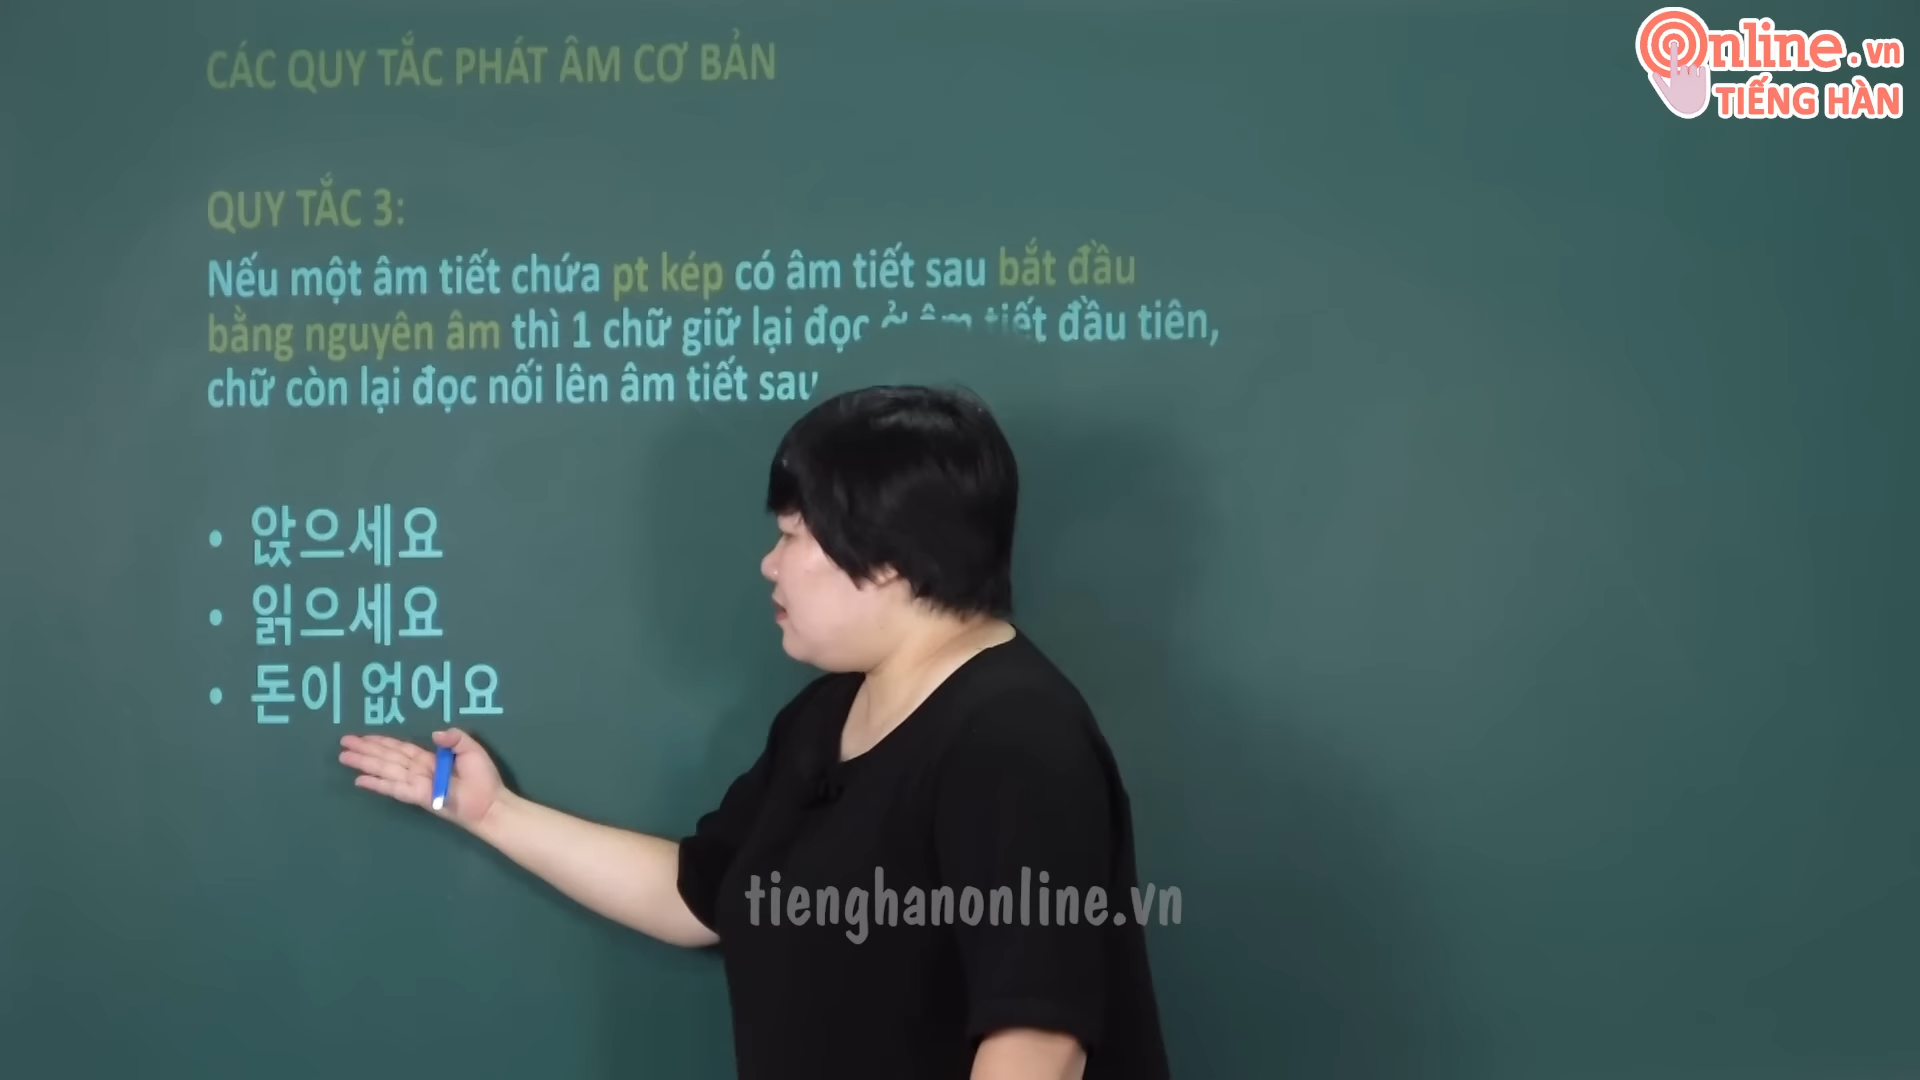 CÁC QUY TẮC PHÁT ÂM CƠ BẢN
Online.vn
TIẾNG HÀN
QUY TẮC 3:
Nếu một âm tiết chứa pt kép có âm tiết sau bắt đầu
bằng nguyên âm thì 1 chữ giữ lại đọc ở âm tiết đầu tiên,
chữ còn lại đọc nối lên âm tiết sau
• 앉으세요
• 읽으세요
• 돈이 없어요
tienghanonline.vn